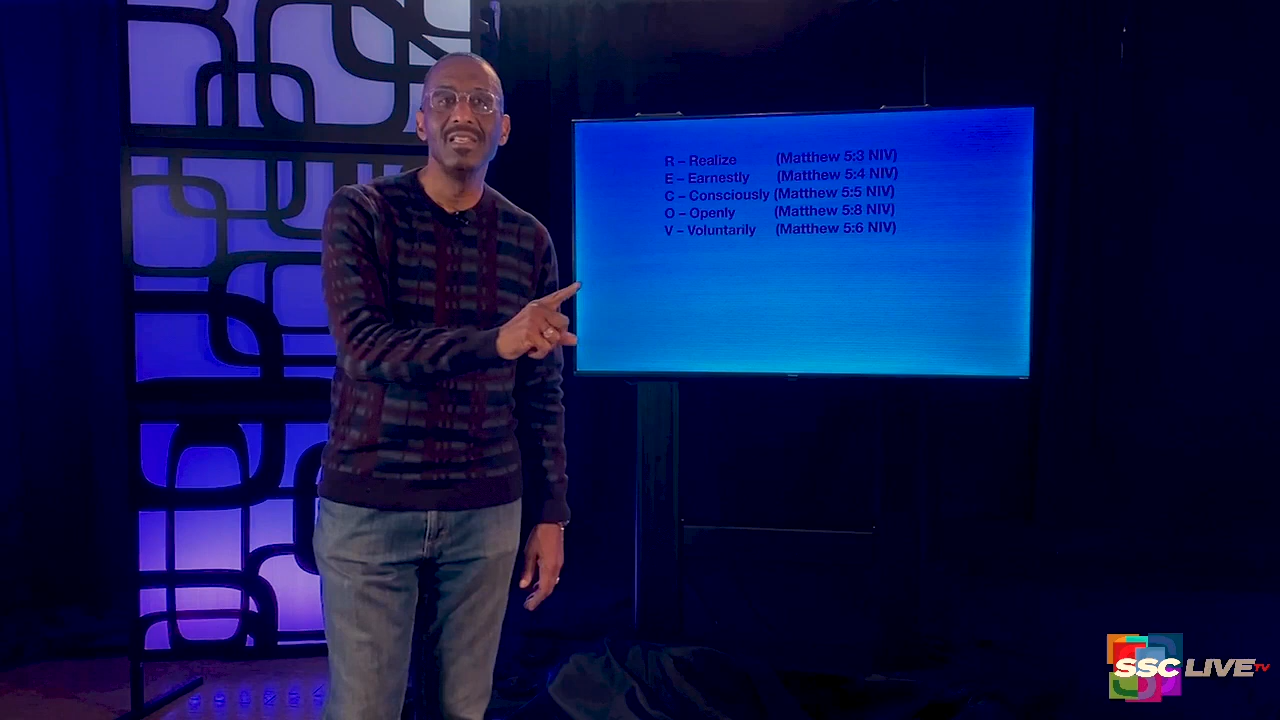 R – Realize (Matthew 5:3 NIV)
E – Earnestly (Matthew 5:4 NIV)
C – Consciously (Matthew 5:5 NIV)
O – Openly (Matthew 5:8 NIV)
V – Voluntarily (Matthew 5:6 NIV)
SSC LIVE TV